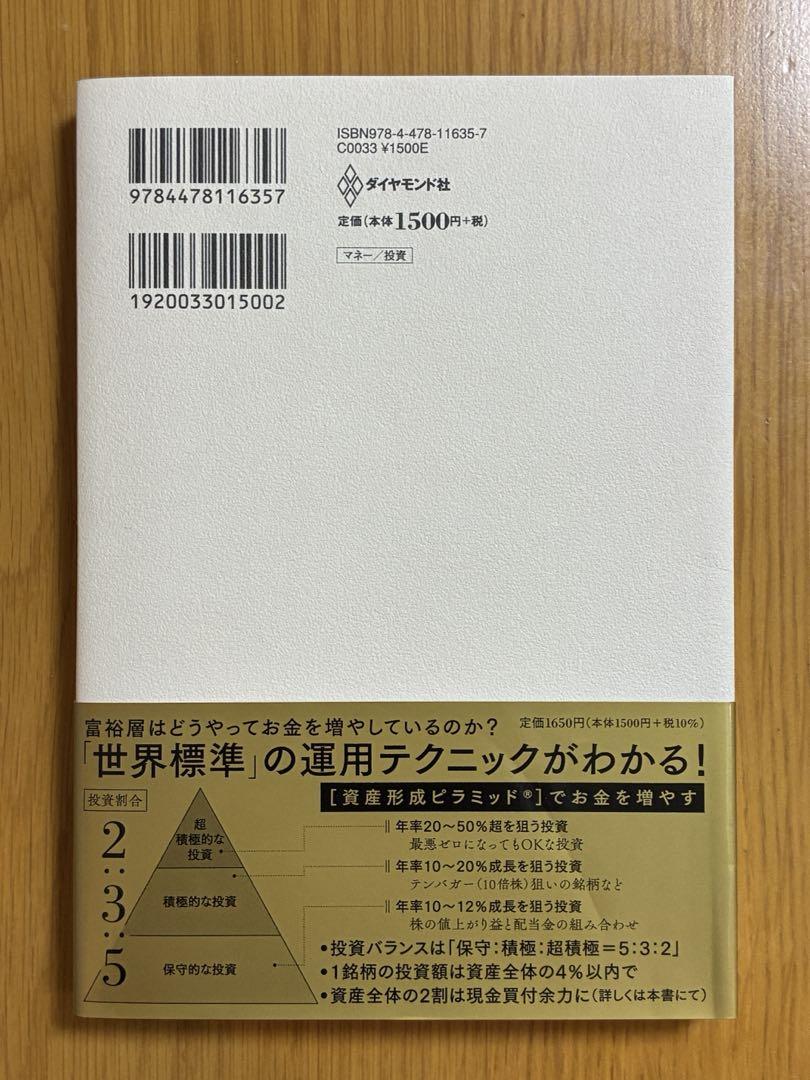 ISBN978-4-478-11635-7
C0033 ¥1500E
9784478116357
ダイヤモンド社
定価(本体1500円+税)
マネー/投資
1920033015002
富裕層はどうやってお金を増やしているのか?
定価1650円(本体1500円+税10%)
「世界標準」の運用テクニックがわかる!
[資産形成ピラミッド®]でお金を増やす
投資割合
2:3:5
超
積極的な
投資
積極的な投資
保守的な投資
年率20〜50%超を狙う投資
最悪ゼロになってもOKな投資
年率10〜20%成長を狙う投資
テンバガー(10倍株)狙いの銘柄など
年率10〜12%成長を狙う投資
株の値上がり益と配当金の組み合わせ
•投資バランスは「保守:積極:超積極=5:3:2」
•1銘柄の投資額は資産全体の4%以内で
•資産全体の2割は現金買付余力に(詳しくは本書にて)